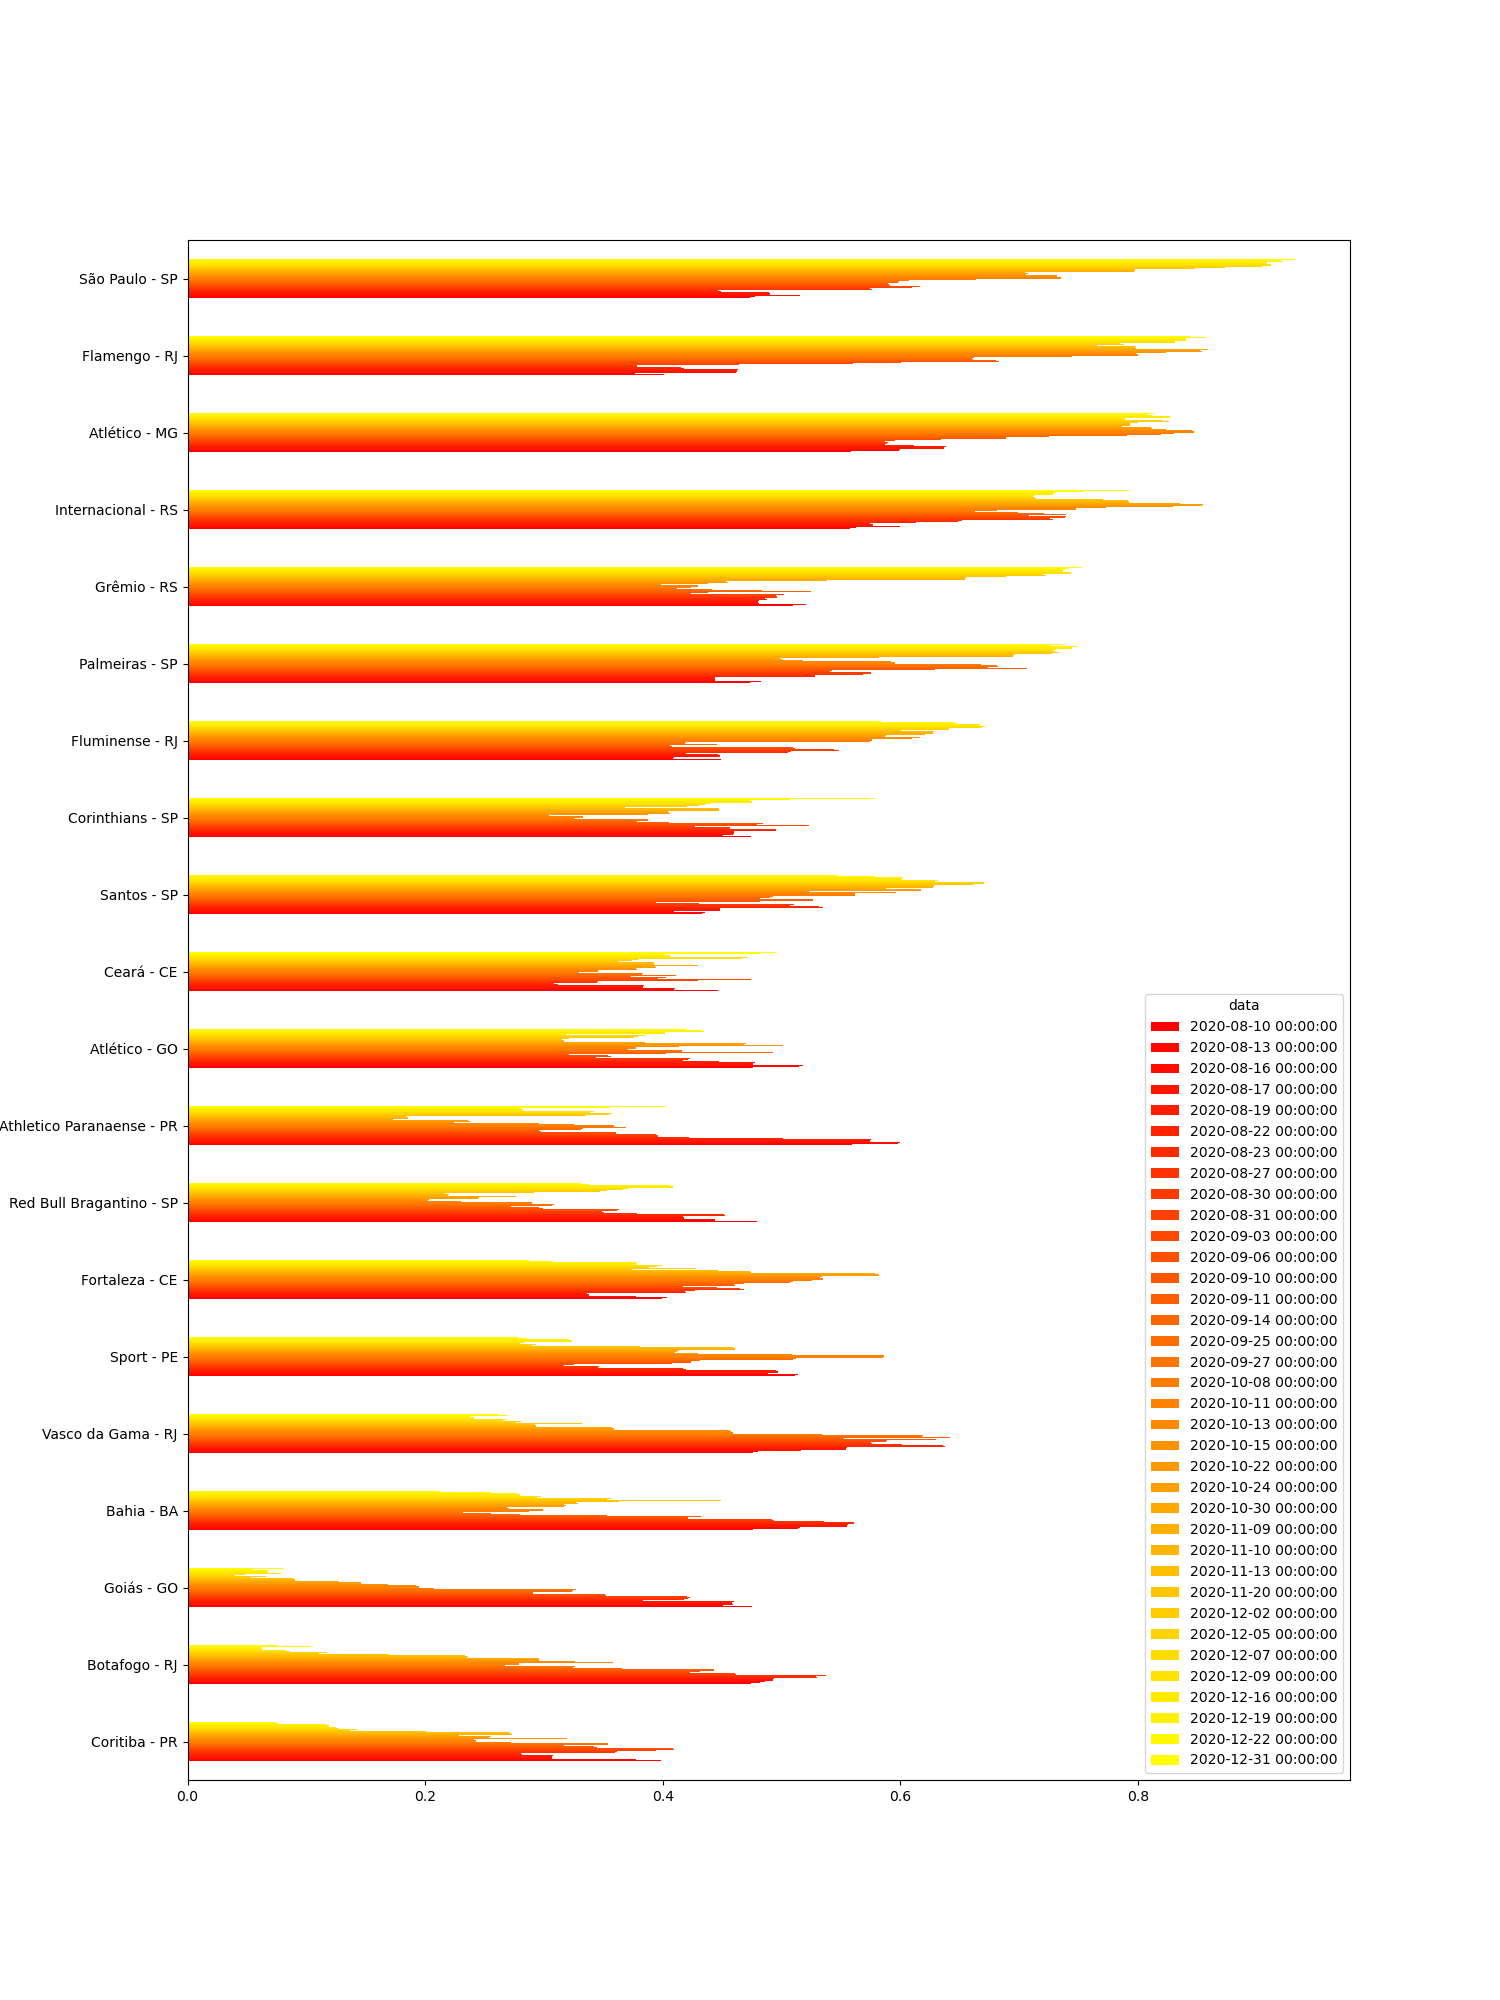 São Paulo - SP
Flamengo - RJ
Atlético - MG
Internacional - RS
Grêmio - RS
Palmeiras - SP
Fluminense - RJ
Corinthians - SP
Santos - SP
Ceará - CE
Atlético - GO
Athletico Paranaense - PR
Red Bull Bragantino - SP
Fortaleza - CE
Sport - PE
Vasco da Gama - RJ
Bahia - BA
Goiás - GO
Botafogo - RJ
Coritiba - PR
0.0 0.2 0.4 0.6 0.8
data
2020-08-10 00:00:00
2020-08-13 00:00:00
2020-08-16 00:00:00
2020-08-17 00:00:00
2020-08-19 00:00:00
2020-08-22 00:00:00
2020-08-23 00:00:00
2020-08-27 00:00:00
2020-08-30 00:00:00
2020-08-31 00:00:00
2020-09-03 00:00:00
2020-09-06 00:00:00
2020-09-10 00:00:00
2020-09-11 00:00:00
2020-09-14 00:00:00
2020-09-25 00:00:00
2020-09-27 00:00:00
2020-10-08 00:00:00
2020-10-11 00:00:00
2020-10-13 00:00:00
2020-10-15 00:00:00
2020-10-22 00:00:00
2020-10-24 00:00:00
2020-10-30 00:00:00
2020-11-09 00:00:00
2020-11-10 00:00:00
2020-11-13 00:00:00
2020-11-20 00:00:00
2020-12-02 00:00:00
2020-12-05 00:00:00
2020-12-07 00:00:00
2020-12-09 00:00:00
2020-12-16 00:00:00
2020-12-19 00:00:00
2020-12-22 00:00:00
2020-12-31 00:00:00